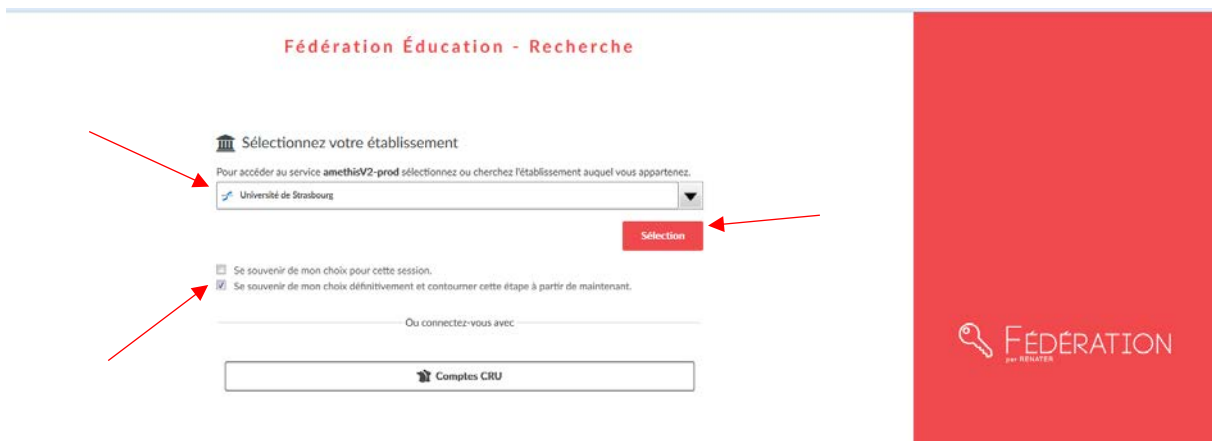 Fédération Éducation - Recherche
Sélectionnez votre établissement
Pour accéder au service amethisV2-prod sélectionnez ou cherchez l'établissement auquel vous appartenez.
Université de Strasbourg
Sélection
Se souvenir de mon choix pour cette session.
Se souvenir de mon choix définitivement et contourner cette étape à partir de maintenant.
Ou connectez-vous avec
Comptes CRU
FÉDÉRATION
par RENATER